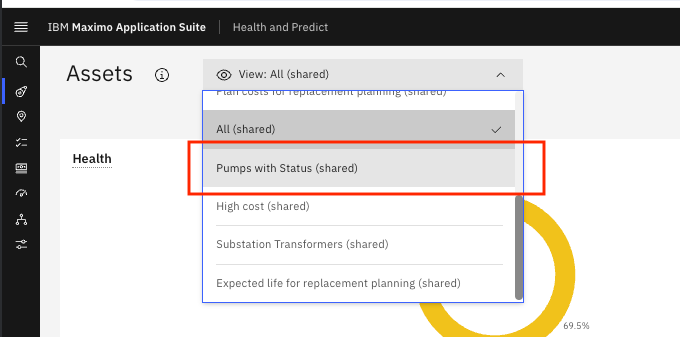 IBM Maximo Application Suite
Health and Predict
Assets
View: All (shared)
Plan costs for replacement planning (shared)
All (shared)
Health
Pumps with Status (shared)
High cost (shared)
Substation Transformers (shared)
Expected life for replacement planning (shared)
69.5%